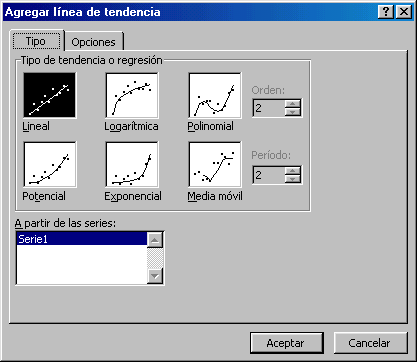 Agregar línea de tendencia
Tipo
Opciones
Tipo de tendencia o regresión
Lineal
Logarítmica
Polinomial
Orden:
2
Potencial
Exponencial
Media móvil
Período:
2
A partir de las series:
Serie1
Aceptar
Cancelar